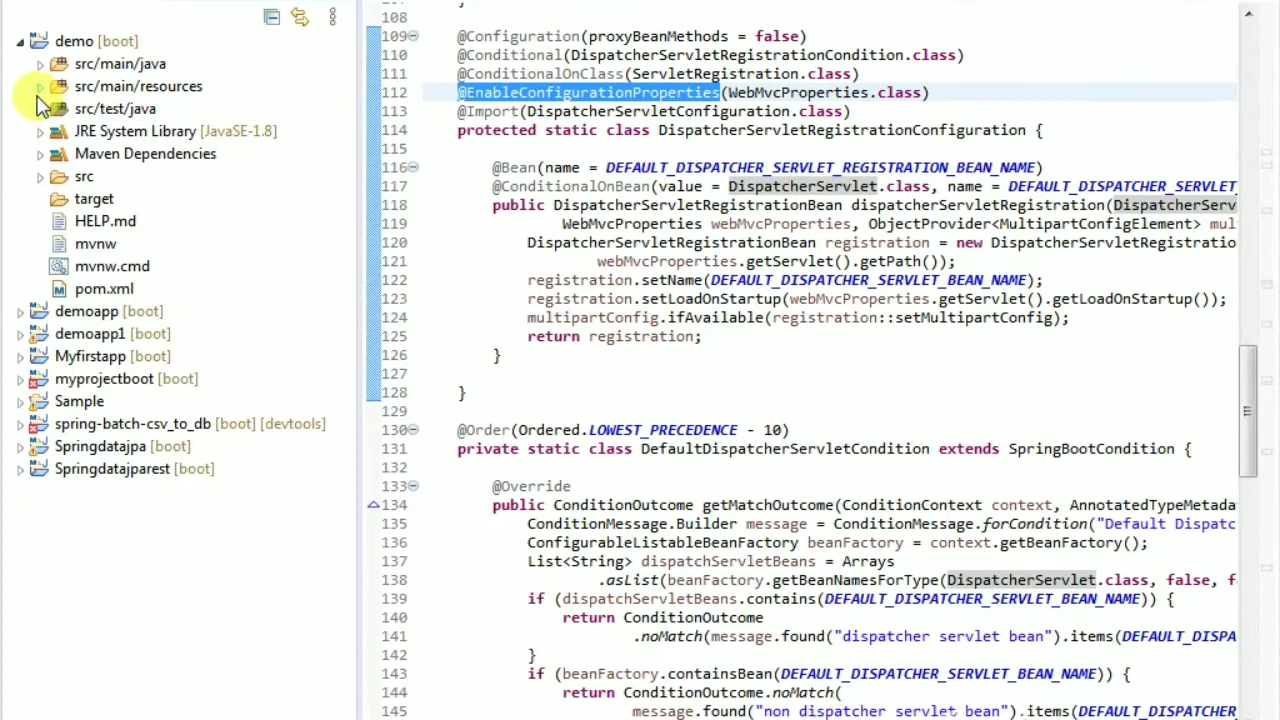 demo [boot]
src/main/java
src/main/resources
src/test/java
JRE System Library [JavaSE-1.8]
Maven Dependencies
src
target
HELP.md
mvnw
mvnw.cmd
pom.xml
demoapp [boot]
demoapp1 [boot]
Myfirstapp [boot]
myprojectboot [boot]
Sample
spring-batch-csv_to_db [boot] [devtools]
Springdatajpa [boot]
Springdatajparest [boot]
108
109 @Configuration(proxyBeanMethods = false)
110 @Conditional(DispatcherServletRegistrationCondition.class)
111 @ConditionalOnClass(ServletRegistration.class)
112 @EnableConfigurationProperties(WebMvcProperties.class)
113 @Import(DispatcherServletConfiguration.class)
114 protected static class DispatcherServletRegistrationConfiguration {
115
116 @Bean(name = DEFAULT_DISPATCHER_SERVLET_REGISTRATION_BEAN_NAME)
117 @ConditionalOnBean(value = DispatcherServlet.class, name = DEFAULT_DISPATCHER_SERVLET_
118 public DispatcherServletRegistrationBean dispatcherServletRegistration(DispatcherServ
119 WebMvcProperties webMvcProperties, ObjectProvider<MultipartConfigElement> mul
120 DispatcherServletRegistrationBean registration = new DispatcherServletRegistratio
121 webMvcProperties.getServlet().getPath());
122 registration.setName(DEFAULT_DISPATCHER_SERVLET_BEAN_NAME);
123 registration.setLoadOnStartup(webMvcProperties.getServlet().getLoadOnStartup());
124 multipartConfig.ifAvailable(registration::setMultipartConfig);
125 return registration;
126 }
127
128 }
129
130 @Order(Ordered.LOWEST_PRECEDENCE - 10)
131 private static class DefaultDispatcherServletCondition extends SpringBootCondition {
132
133 @Override
134 public ConditionOutcome getMatchOutcome(ConditionContext context, AnnotatedTypeMetada
135 ConditionMessage.Builder message = ConditionMessage.forCondition("Default Dispatc
136 ConfigurableListableBeanFactory beanFactory = context.getBeanFactory();
137 List<String> dispatchServletBeans = Arrays
138 .asList(beanFactory.getBeanNamesForType(DispatcherServlet.class, false, f
139 if (dispatchServletBeans.contains(DEFAULT_DISPATCHER_SERVLET_BEAN_NAME)) {
140 return ConditionOutcome
141 .noMatch(message.found("dispatcher servlet bean").items(DEFAULT_DISPA
142 }
143 if (beanFactory.containsBean(DEFAULT_DISPATCHER_SERVLET_BEAN_NAME)) {
144 return ConditionOutcome.noMatch(
145 message.found("non dispatcher servlet bean").items(DEFAULT_DISPATCHER